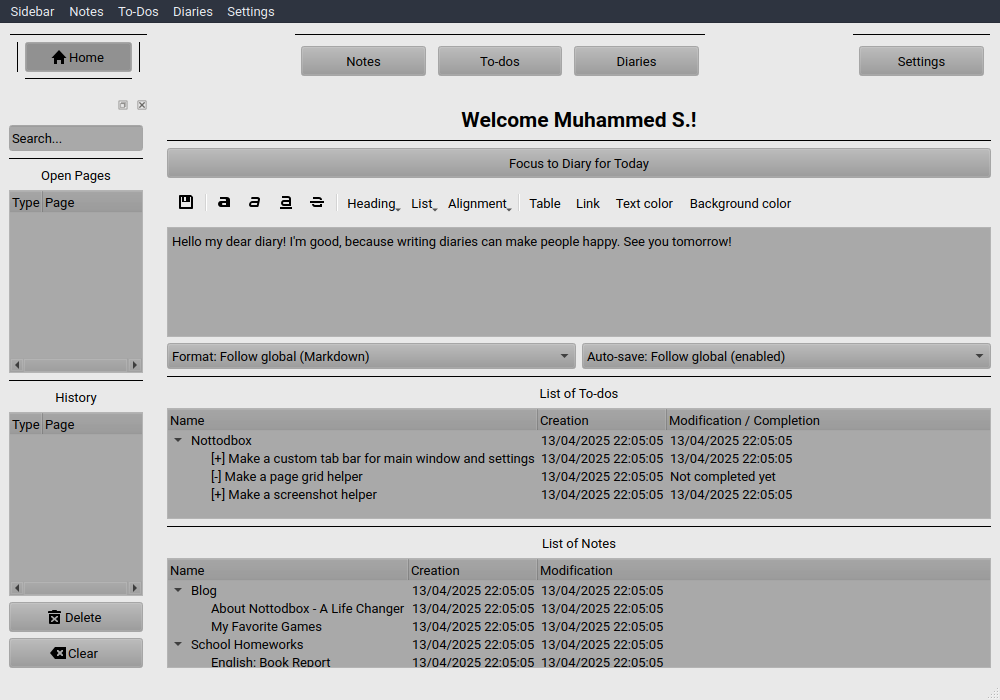 Sidebar Notes To-Dos Diaries Settings
Home
Notes To-dos Diaries Settings
Search...
Open Pages
Type Page
History
Type Page
Delete
Clear
Welcome Muhammed S.!
Focus to Diary for Today
a a a Heading List Alignment Table Link Text color Background color
Hello my dear diary! I'm good, because writing diaries can make people happy. See you tomorrow!
Format: Follow global (Markdown) Auto-save: Follow global (enabled)
List of To-dos
Name Creation Modification / Completion
Nottodbox 13/04/2025 22:05:05 13/04/2025 22:05:05
[+] Make a custom tab bar for main window and settings 13/04/2025 22:05:05 13/04/2025 22:05:05
[-] Make a page grid helper 13/04/2025 22:05:05 Not completed yet
[+] Make a screenshot helper 13/04/2025 22:05:05 13/04/2025 22:05:05
List of Notes
Name Creation Modification
Blog 13/04/2025 22:05:05 13/04/2025 22:05:05
About Nottodbox - A Life Changer 13/04/2025 22:05:05 13/04/2025 22:05:05
My Favorite Games 13/04/2025 22:05:05 13/04/2025 22:05:05
School Homeworks 13/04/2025 22:05:05 13/04/2025 22:05:05
English: Book Report 13/04/2025 22:05:05 13/04/2025 22:05:05